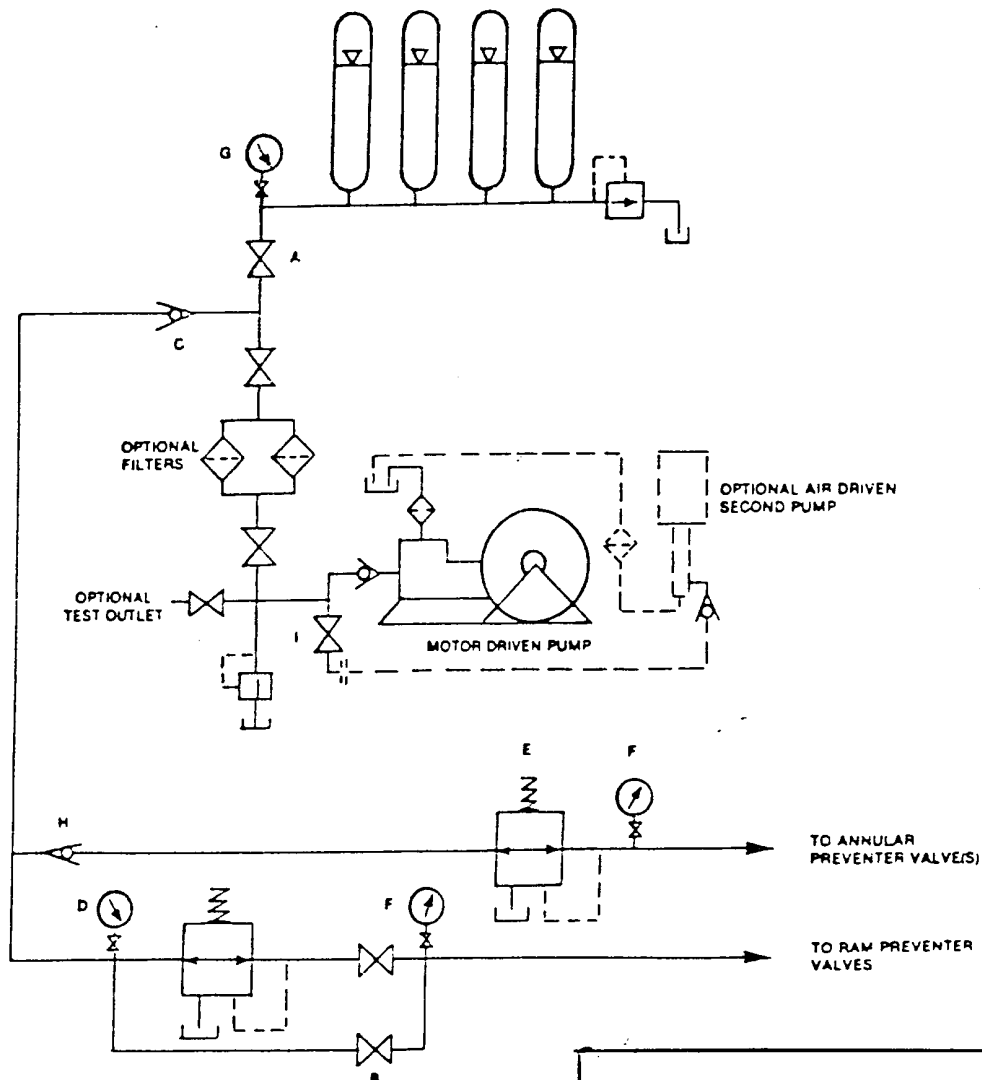 G
A
C
OPTIONAL
FILTERS
OPTIONAL AIR DRIVEN
SECOND PUMP
OPTIONAL
TEST OUTLET
I
MOTOR DRIVEN PUMP
E
F
H
TO ANNULAR
PREVENTER VALVE(S)
D
F
TO RAM PREVENTER
VALVES